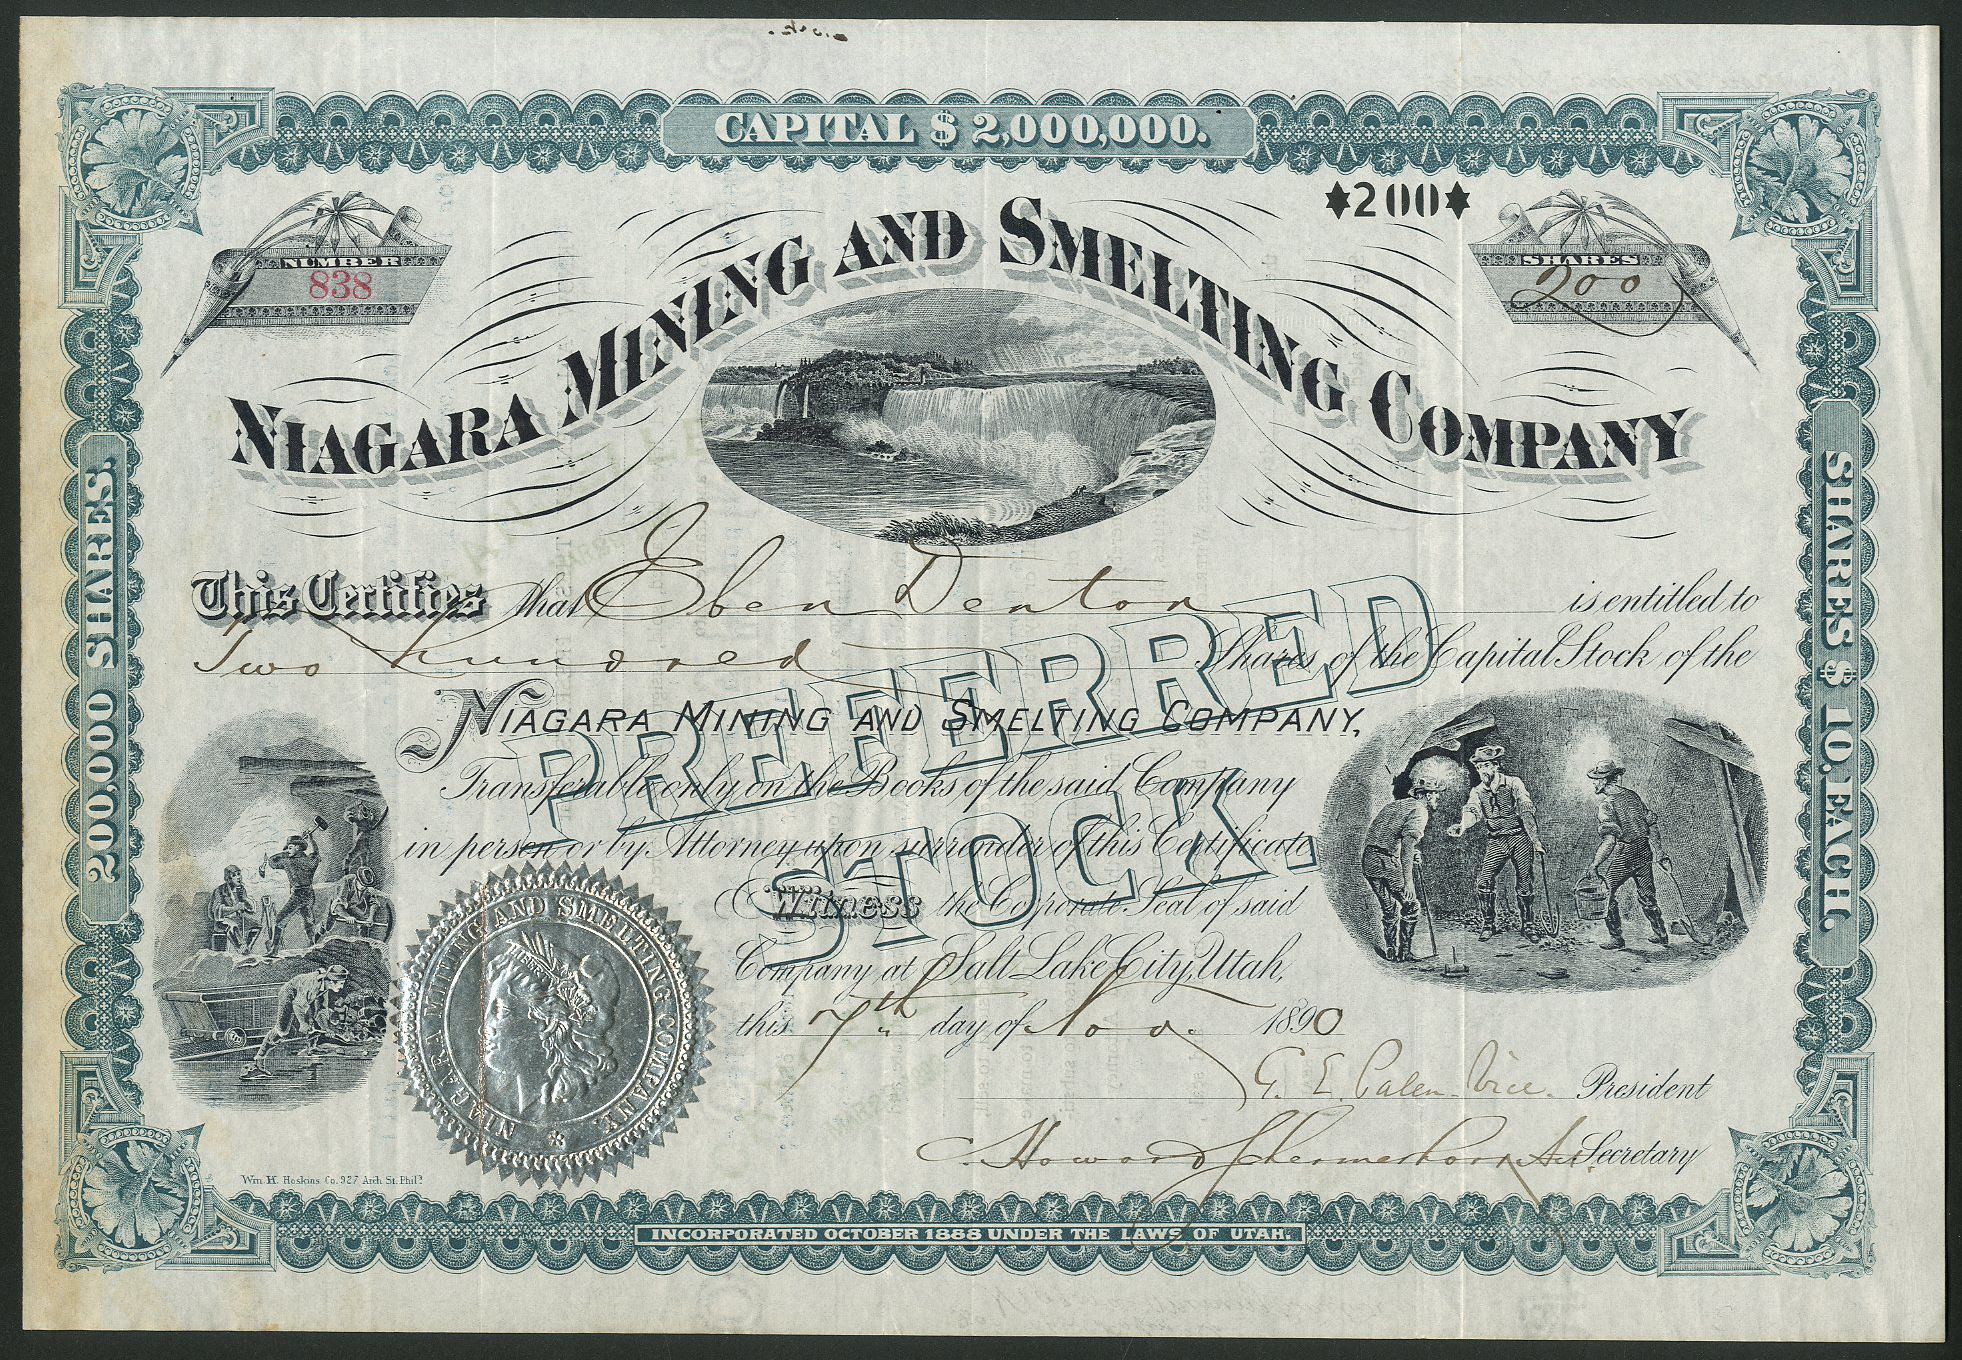 CAPITAL $ 2,000,000.
✶200✶
NUMBER
838
SHARES
200
NIAGARA MINING AND SMELTING COMPANY
200,000 SHARES.
SHARES $ 10. EACH.
This Certifies that Eben Denton is entitled to
Two hundred Shares of the Capital Stock of the
NIAGARA MINING AND SMELTING COMPANY,
Transferable only on the Books of the said Company
in person or by Attorney upon surrender of this Certificate
PREFERRED
STOCK.
Witness the Corporate Seal of said
Company at Salt Lake City, Utah,
this 7th day of Nov. 1890
G. E. Palen Vice. President
C. Howard Schermerhorn Secretary
NIAGARA MINING AND SMELTING COMPANY.
LIBERTY
Wm. H. Hoskins Co. 927 Arch St. Phila
INCORPORATED OCTOBER 1888 UNDER THE LAWS OF UTAH.